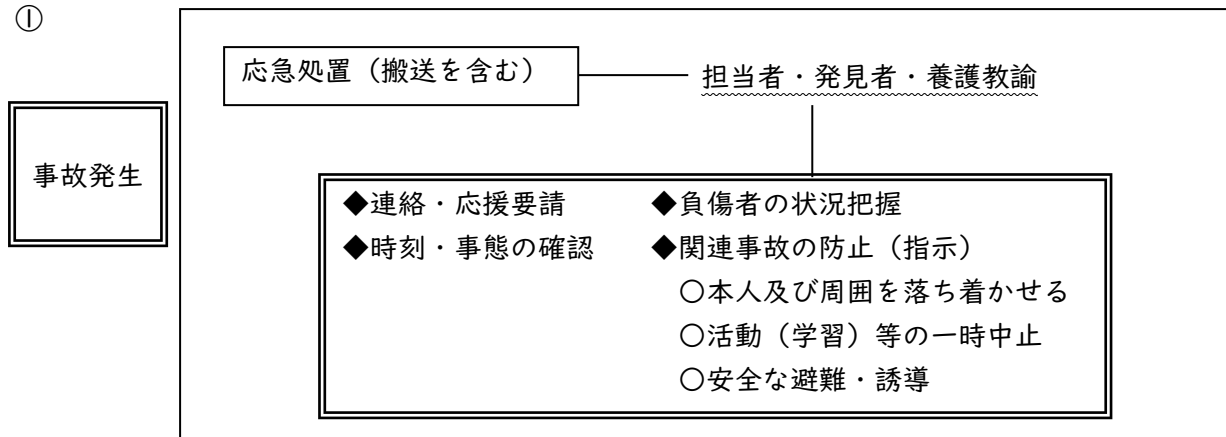 ①
応急処置（搬送を含む）
担当者・発見者・養護教諭
事故発生
◆連絡・応援要請
◆負傷者の状況把握
◆時刻・事態の確認
◆関連事故の防止（指示）
○本人及び周囲を落ち着かせる
○活動（学習）等の一時中止
○安全な避難・誘導